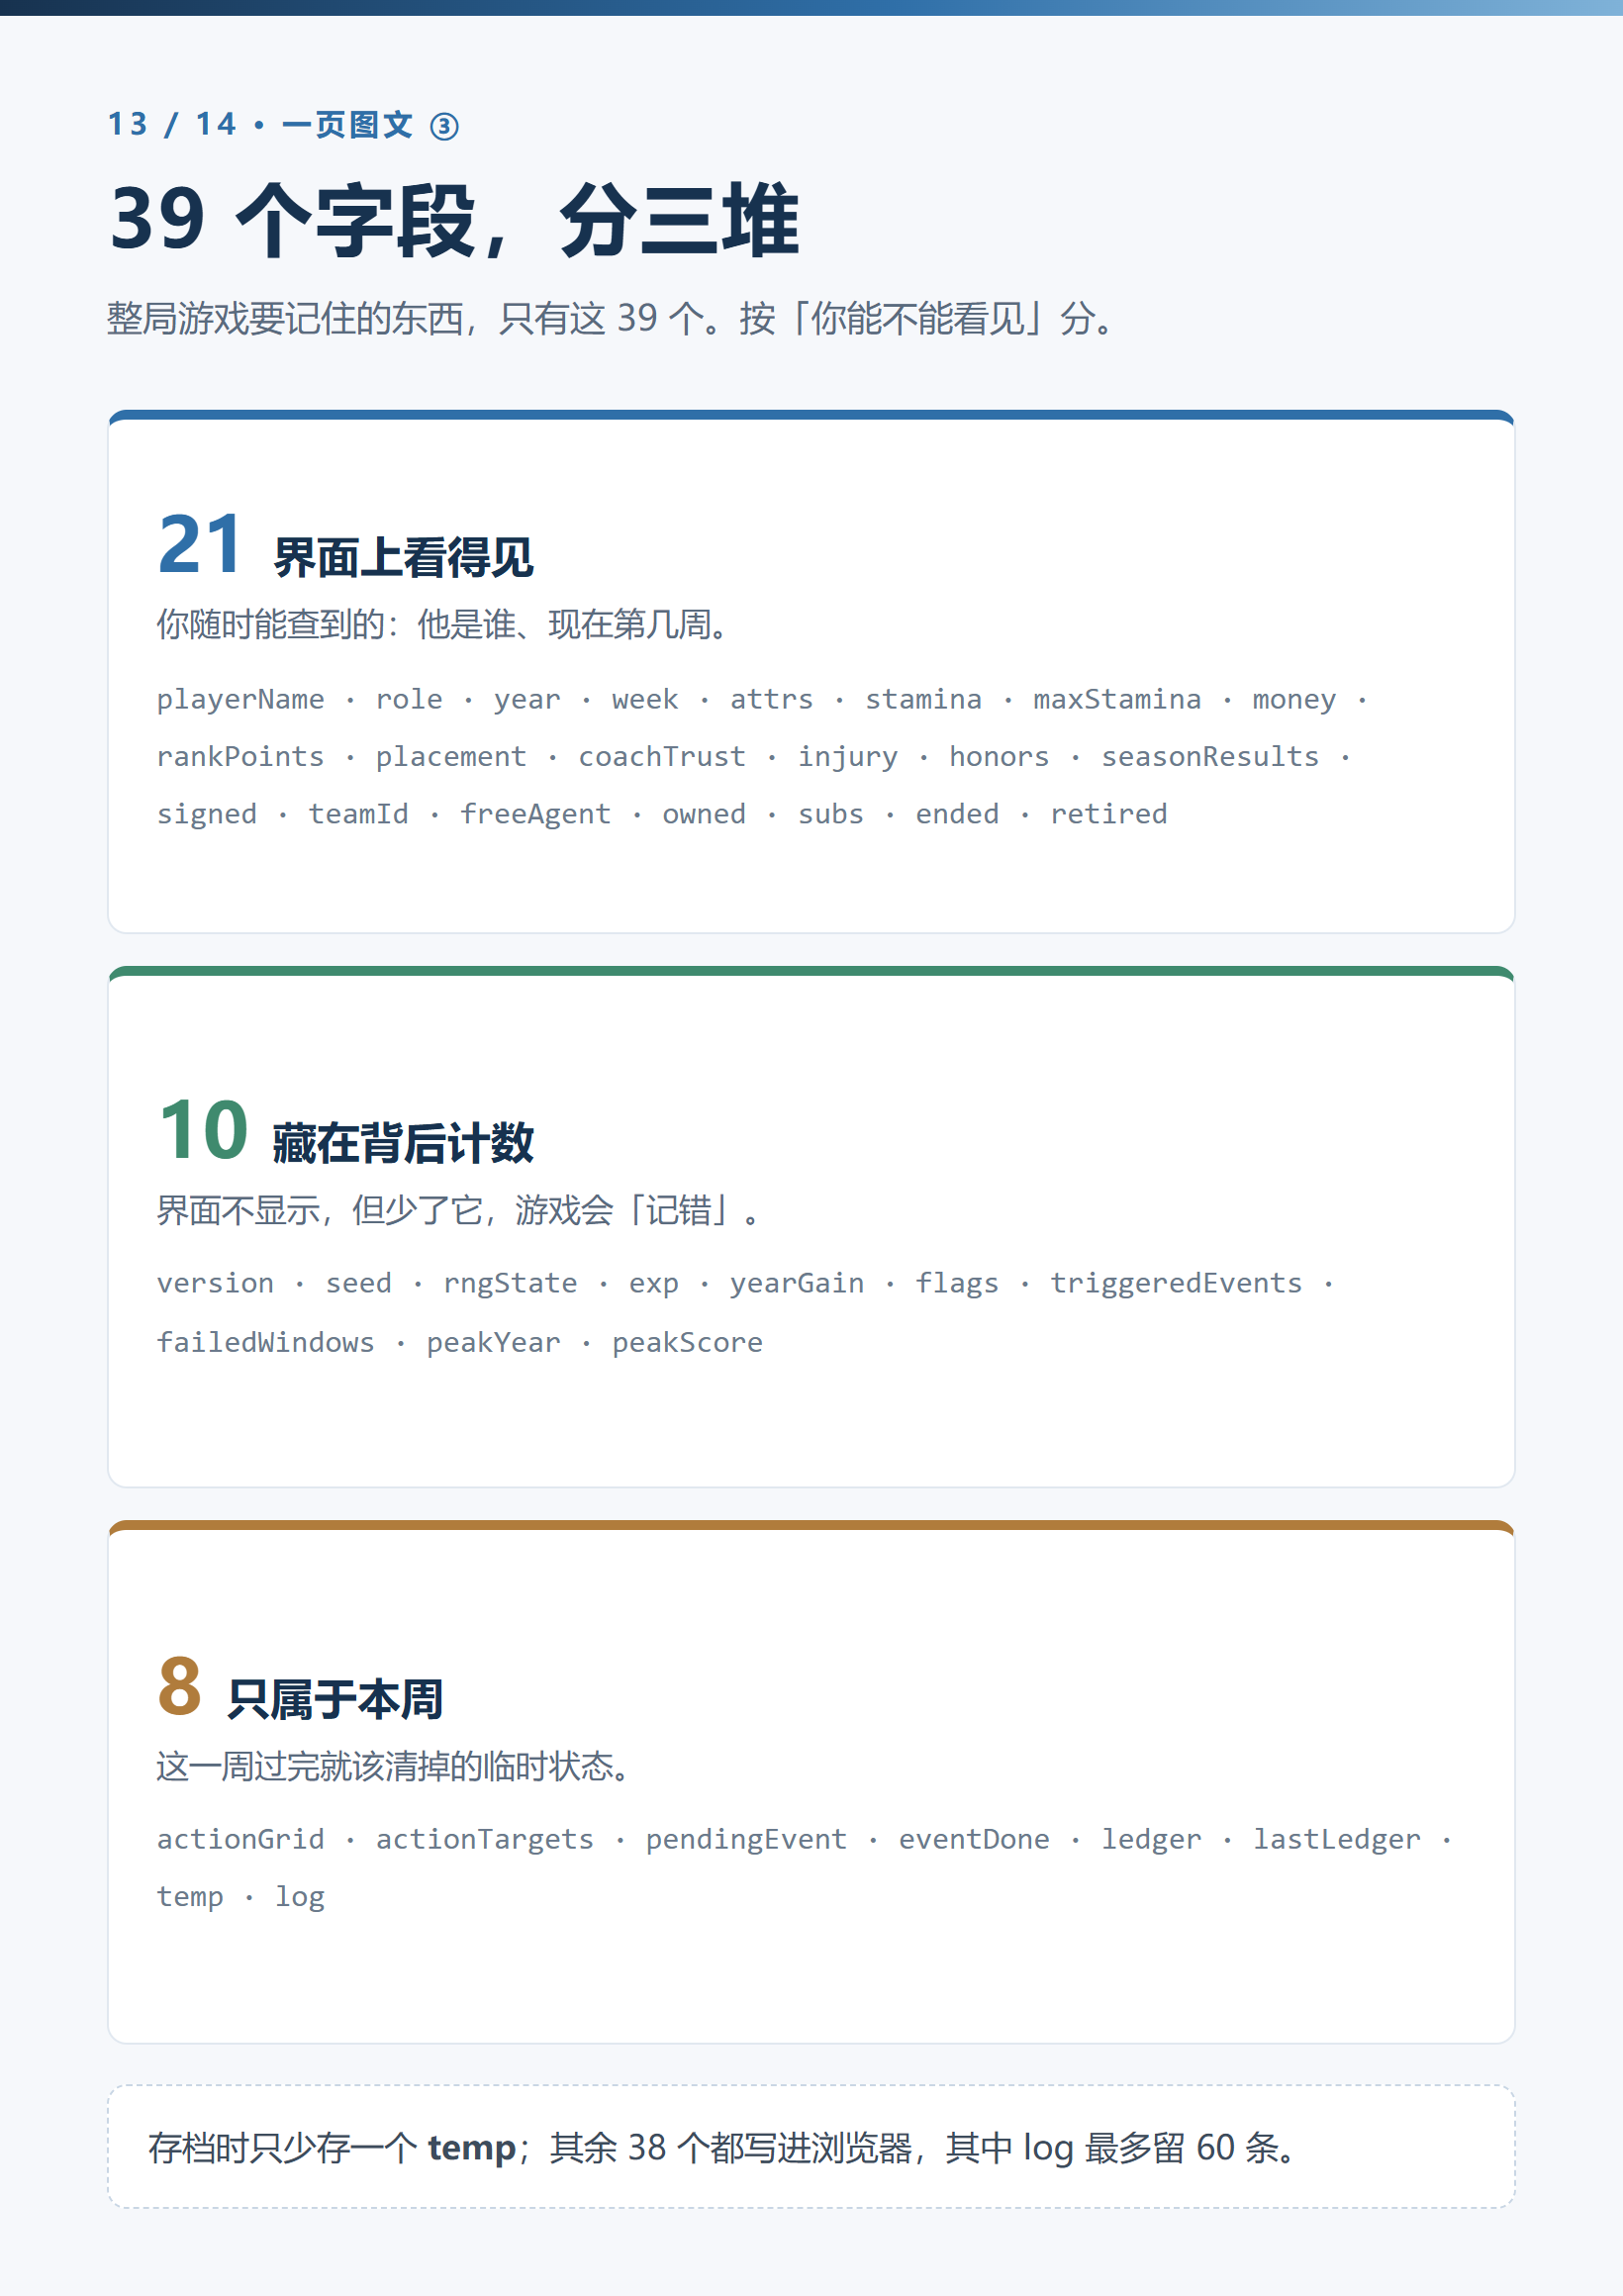 13 / 14 · 一页图文 ③
39 个字段，分三堆
整局游戏要记住的东西，只有这 39 个。按「你能不能看见」分。
21 界面上看得见
你随时能查到的：他是谁、现在第几周。
playerName · role · year · week · attrs · stamina · maxStamina · money ·
rankPoints · placement · coachTrust · injury · honors · seasonResults ·
signed · teamId · freeAgent · owned · subs · ended · retired
10 藏在背后计数
界面不显示，但少了它，游戏会「记错」。
version · seed · rngState · exp · yearGain · flags · triggeredEvents ·
failedWindows · peakYear · peakScore
8 只属于本周
这一周过完就该清掉的临时状态。
actionGrid · actionTargets · pendingEvent · eventDone · ledger · lastLedger ·
temp · log
存档时只少存一个 temp；其余 38 个都写进浏览器，其中 log 最多留 60 条。